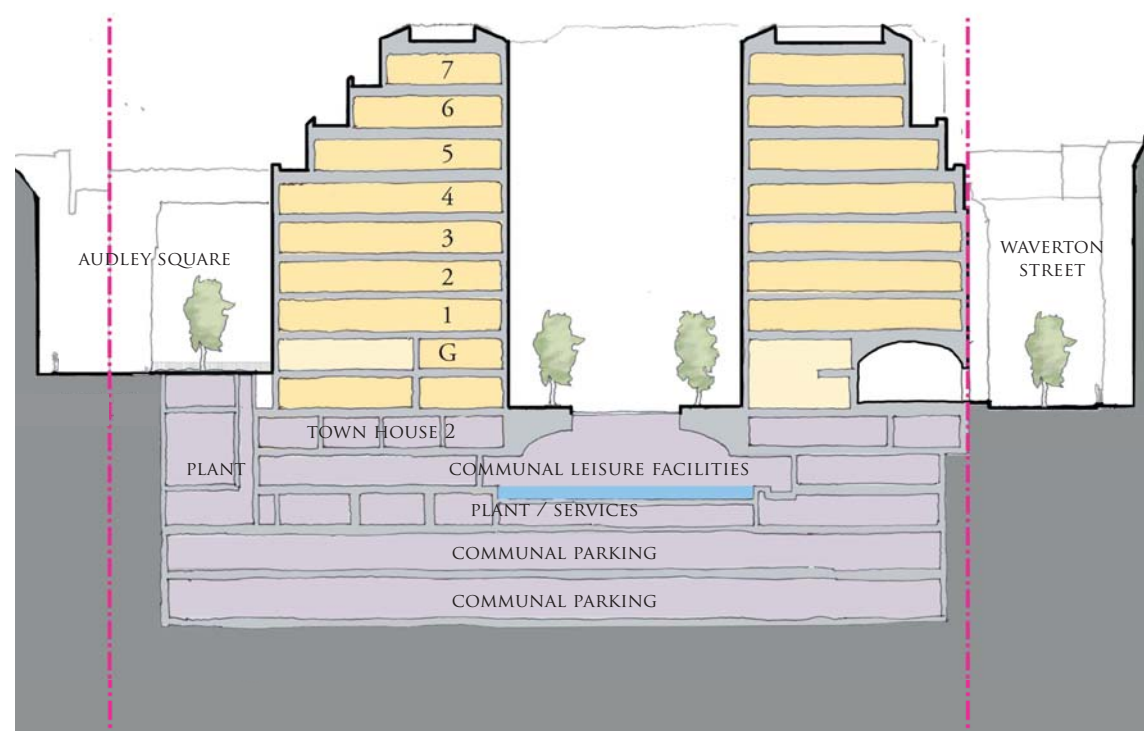 7
6
5
4
3
2
1
G
AUDLEY SQUARE
WAVERTON
STREET
TOWN HOUSE 2
PLANT
COMMUNAL LEISURE FACILITIES
PLANT / SERVICES
COMMUNAL PARKING
COMMUNAL PARKING